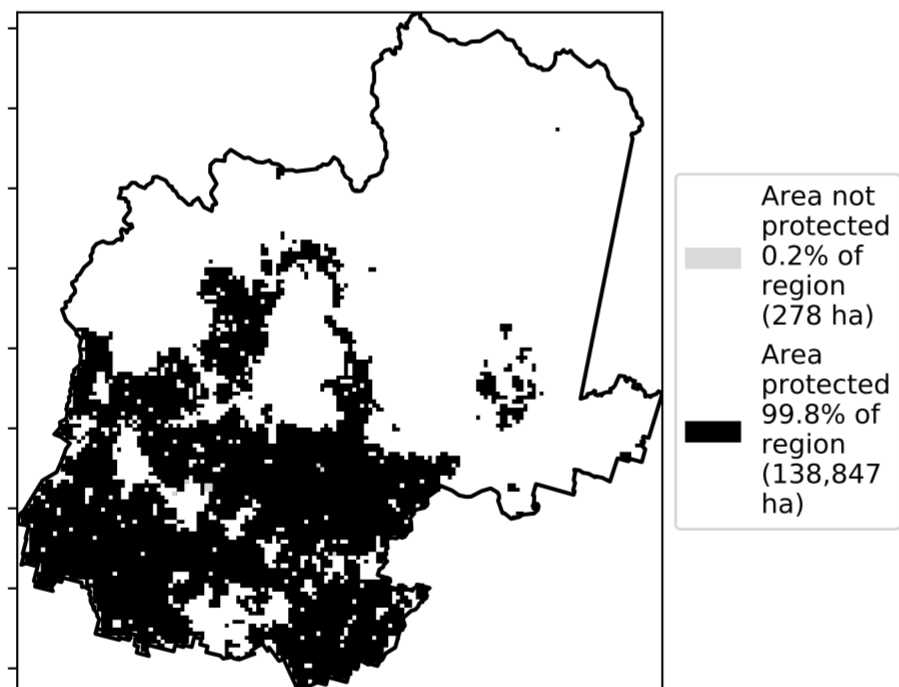 Area not
protected
0.2% of
region
(278 ha)
Area
protected
99.8% of
region
(138,847
ha)